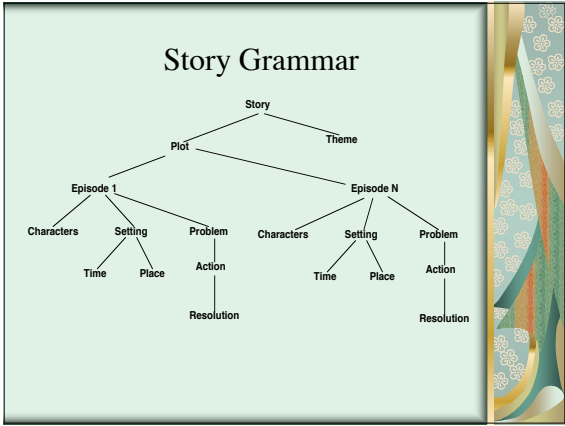 Story Grammar
Story
Theme
Plot
Episode 1 Episode N
Characters Setting Problem Characters Setting Problem
Time Place Action Time Place Action
Resolution Resolution